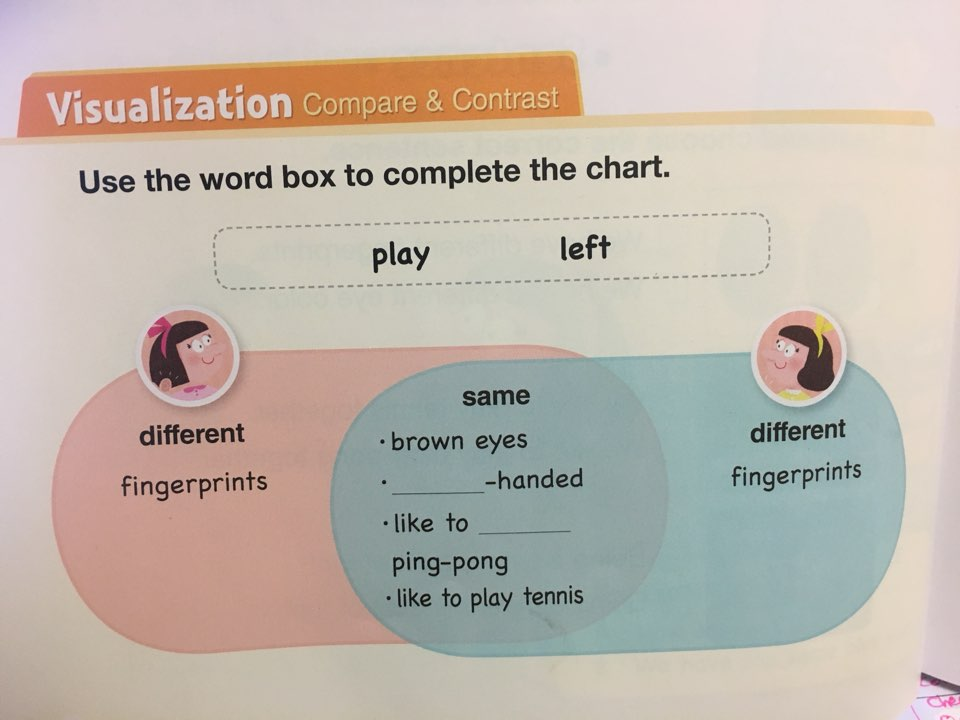 Visualization Compare & Contrast
Use the word box to complete the chart.
play left
different
fingerprints
same
·brown eyes
·________-handed
·like to ________
ping-pong
·like to play tennis
different
fingerprints